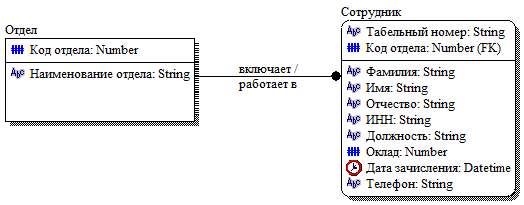 Отдел
Код отдела: Number
Наименование отдела: String
включает /
работает в
Сотрудник
Табельный номер: String
Код отдела: Number (FK)
Фамилия: String
Имя: String
Отчество: String
ИНН: String
Должность: String
Оклад: Number
Дата зачисления: Datetime
Телефон: String